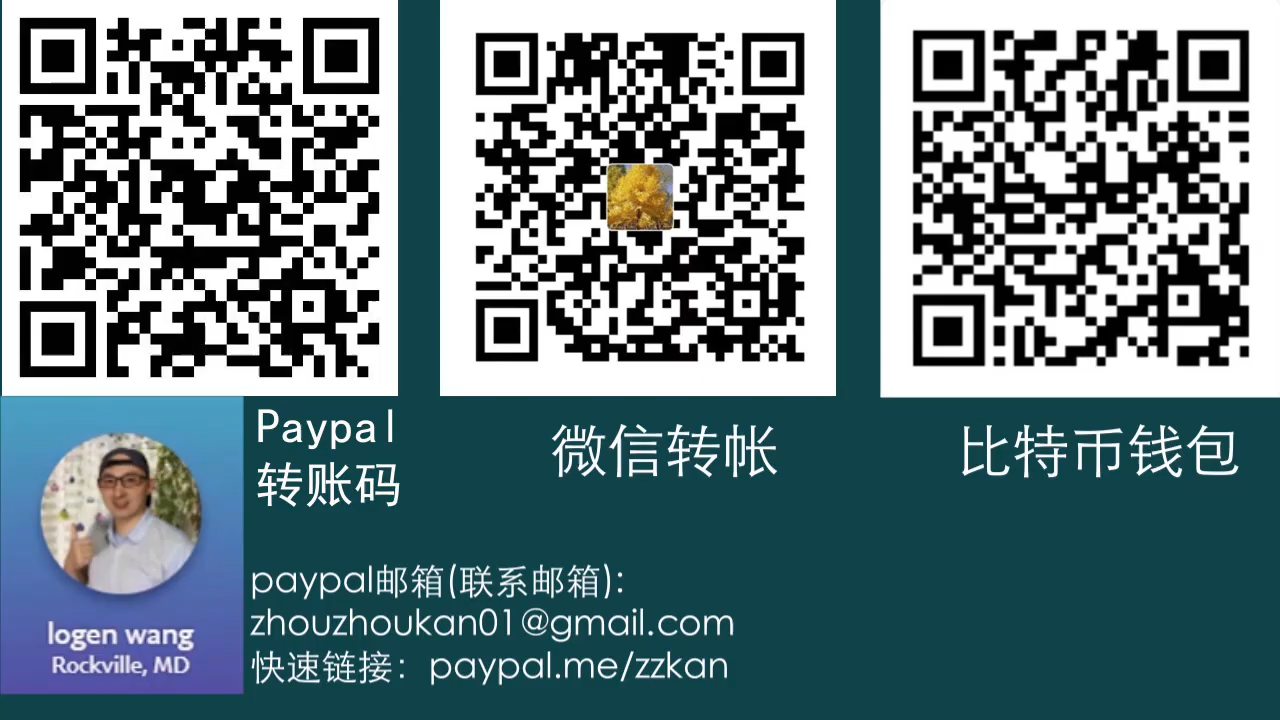 Paypal
转账码
微信转帐
比特币钱包
logen wang
Rockville, MD
paypal邮箱(联系邮箱):
zhouzhoukan01@gmail.com
快速链接：paypal.me/zzkan